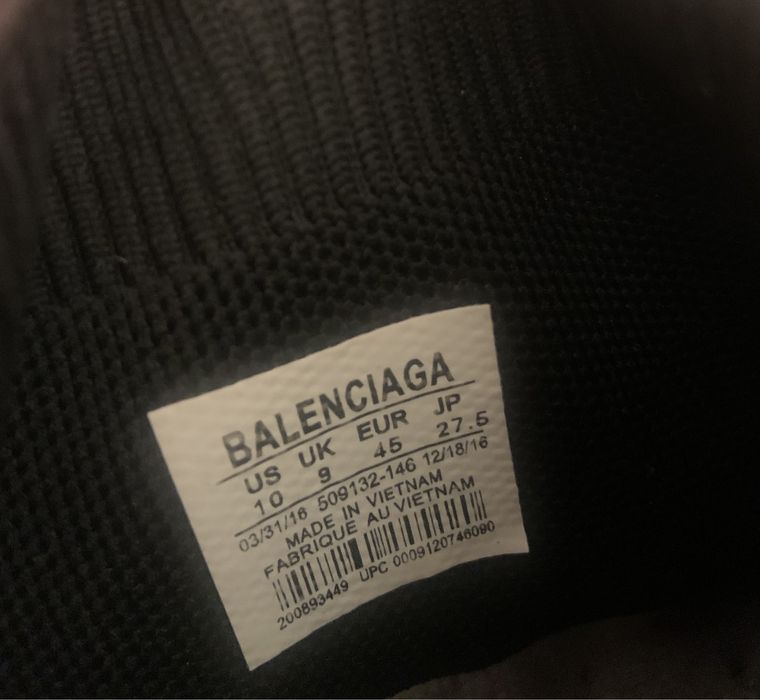 BALENCIAGA
US UK EUR JP
10 9 45 27.5
03/31/16 509132-146 12/18/16
MADE IN VIETNAM
FABRIQUE AU VIETNAM
200893449 UPC 0009120746090